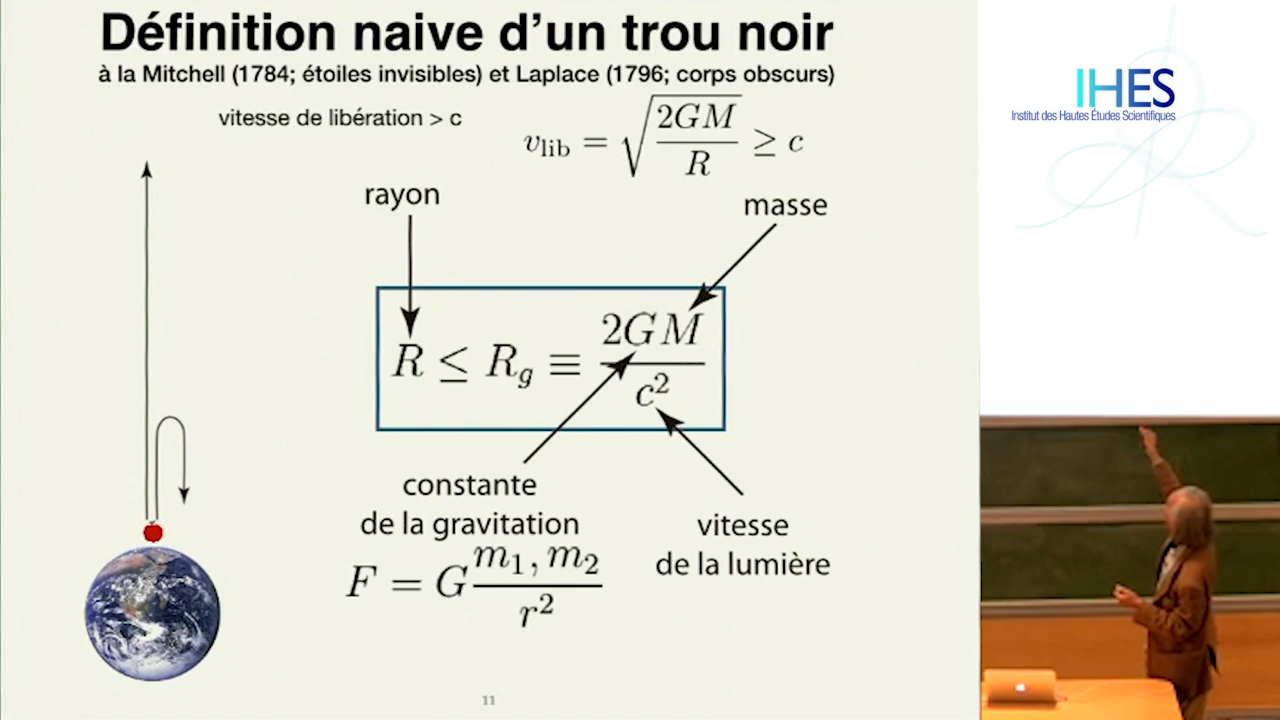 Définition naive d'un trou noir
à la Mitchell (1784; étoiles invisibles) et Laplace (1796; corps obscurs)
vitesse de libération > c
v_lib = √(2GM/R) ≥ c
rayon
masse
R ≤ R_g ≡ 2GM/c²
constante
de la gravitation
F = G m₁, m₂/r²
vitesse
de la lumière
11
IHES
Institut des Hautes Études Scientifiques